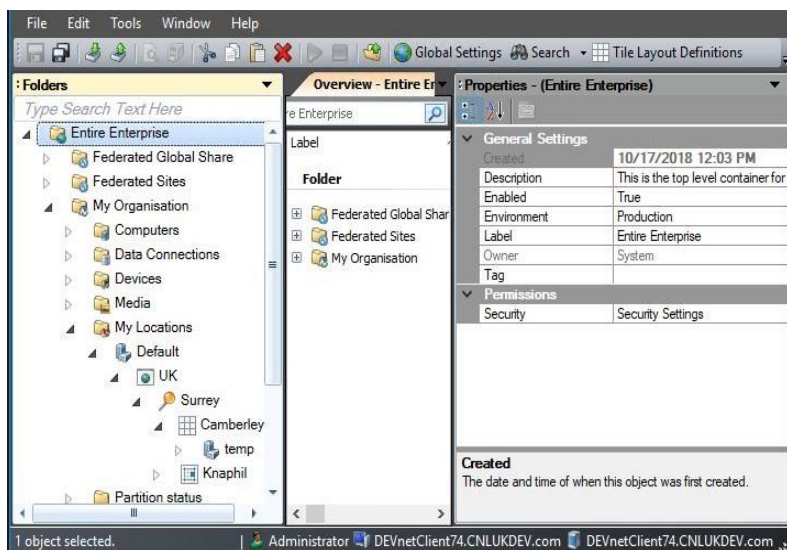 File Edit Tools Window Help
Global Settings Search Tile Layout Definitions
Folders
Type Search Text Here
Entire Enterprise
Federated Global Share
Federated Sites
My Organisation
Computers
Data Connections
Devices
Media
My Locations
Default
UK
Surrey
Camberley
temp
Knaphil
Partition status
Overview - Entire Er
re Enterprise
Label
Folder
Federated Global Shar
Federated Sites
My Organisation
Properties - (Entire Enterprise)
General Settings
Created 10/17/2018 12:03 PM
Description This is the top level container for
Enabled True
Environment Production
Label Entire Enterprise
Owner System
Tag
Permissions
Security Security Settings
Created
The date and time of when this object was first created.
1 object selected. Administrator DEVnetClient74.CNLUKDEV.com DEVnetClient74.CNLUKDEV.com